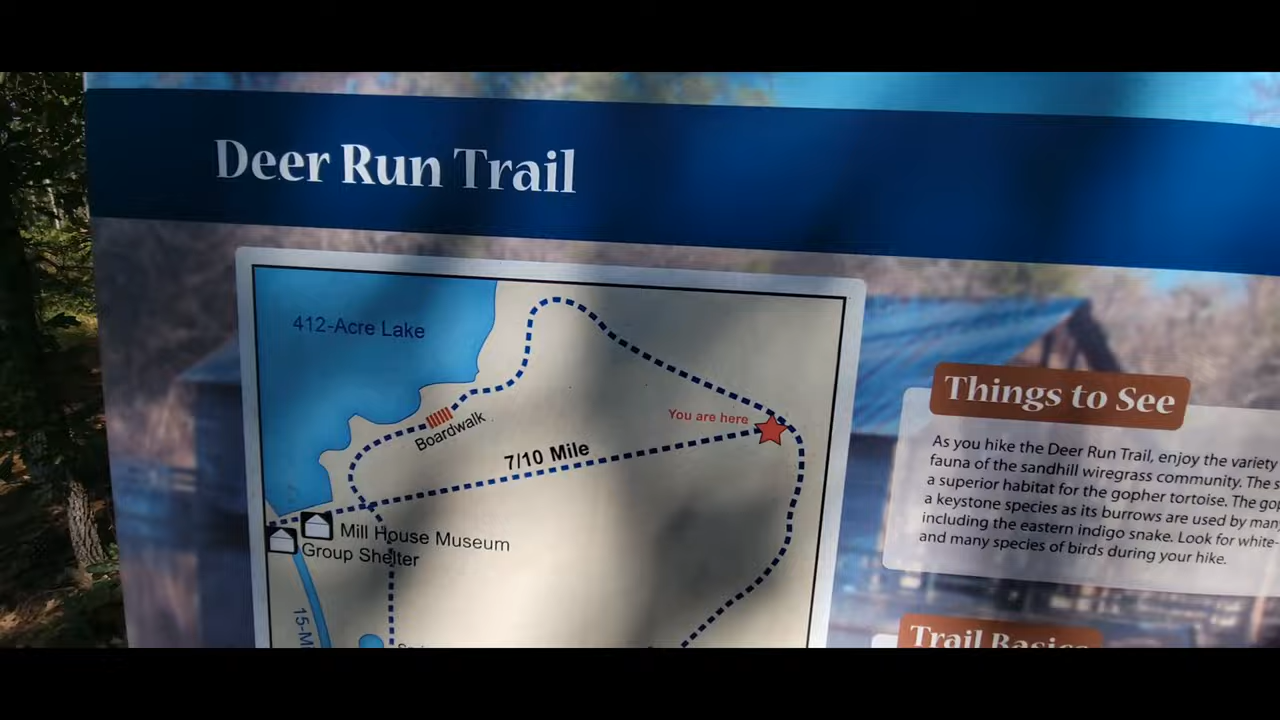 Deer Run Trail
412-Acre Lake
You are here
Boardwalk
7/10 Mile
Mill House Museum
Group Shelter
Things to See
As you hike the Deer Run Trail, enjoy the variety
fauna of the sandhill wiregrass community. The
a superior habitat for the gopher tortoise. The
a keystone species as its burrows are used by
including the eastern indigo snake. Look for white-
and many species of birds during your hike.
Trail Basics